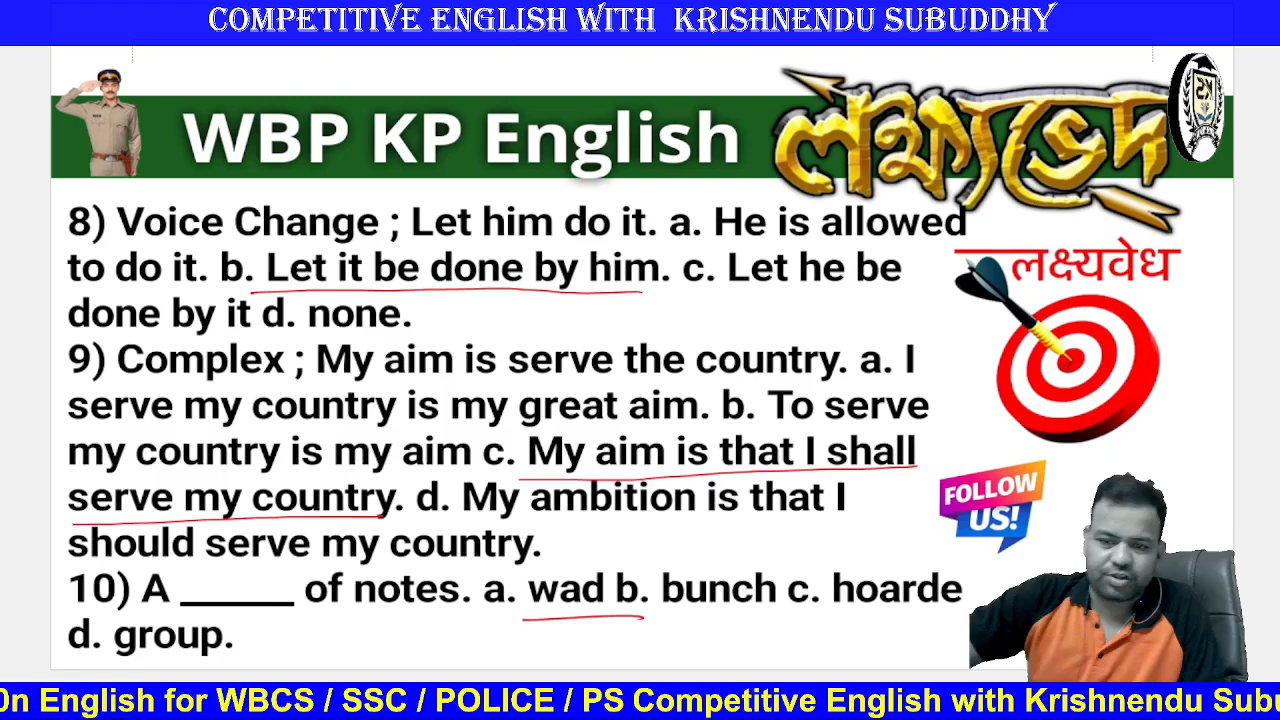 COMPETITIVE ENGLISH WITH KRISHNENDU SUBUDDHY
WBP KP English
লক্ষ্যভেদ
लक्ष्यवेध
8) Voice Change ; Let him do it. a. He is allowed
to do it. b. Let it be done by him. c. Let he be
done by it d. none.
9) Complex ; My aim is serve the country. a. I
serve my country is my great aim. b. To serve
my country is my aim c. My aim is that I shall
serve my country. d. My ambition is that I
should serve my country.
10) A ______ of notes. a. wad b. bunch c. hoarde
d. group.
FOLLOW
US!
On English for WBCS / SSC / POLICE / PS Competitive English with Krishnendu